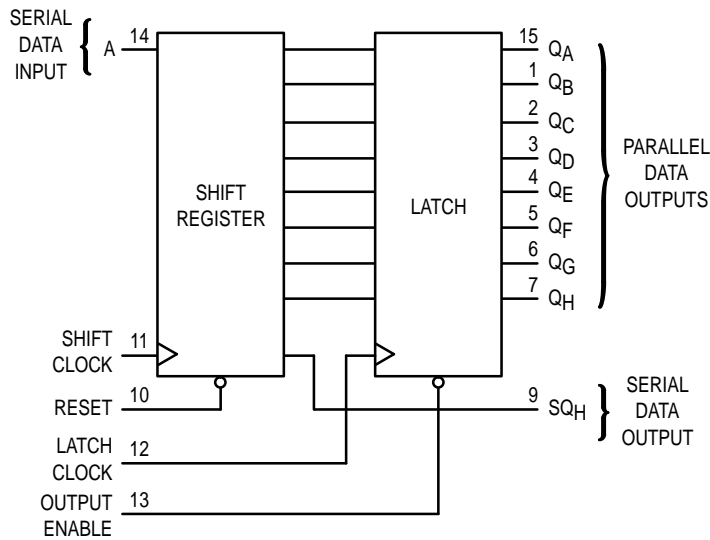 SERIAL
DATA
INPUT
A
14
SHIFT
REGISTER
LATCH
15 QA
1 QB
2 QC
3 QD
4 QE
5 QF
6 QG
7 QH
PARALLEL
DATA
OUTPUTS
SHIFT
CLOCK
11
RESET
10
LATCH
CLOCK
12
OUTPUT
ENABLE
13
9 SQH
SERIAL
DATA
OUTPUT